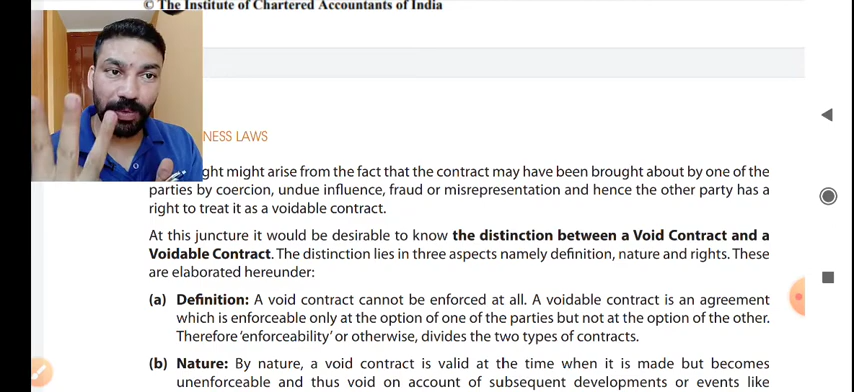 © The Institute of Chartered Accountants of India
NESS LAWS
ght might arise from the fact that the contract may have been brought about by one of the
parties by coercion, undue influence, fraud or misrepresentation and hence the other party has a
right to treat it as a voidable contract.
At this juncture it would be desirable to know the distinction between a Void Contract and a
Voidable Contract. The distinction lies in three aspects namely definition, nature and rights. These
are elaborated hereunder:
(a) Definition: A void contract cannot be enforced at all. A voidable contract is an agreement
which is enforceable only at the option of one of the parties but not at the option of the other.
Therefore ‘enforceability’ or otherwise, divides the two types of contracts.
(b) Nature: By nature, a void contract is valid at the time when it is made but becomes
unenforceable and thus void on account of subsequent developments or events like